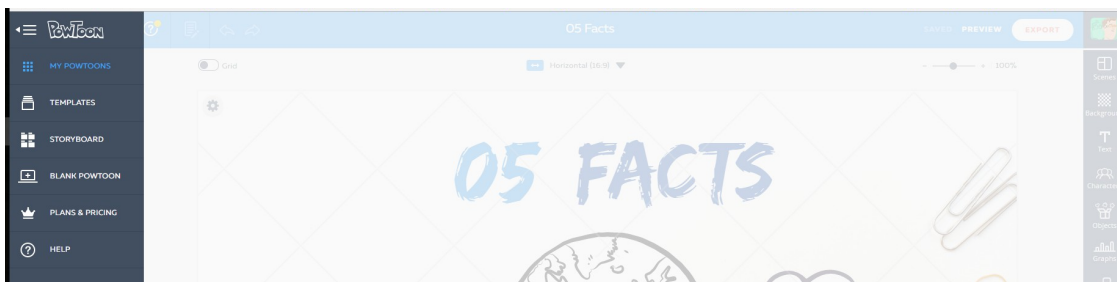 POWTOON
05 Facts
SAVED PREVIEW EXPORT
MY POWTOONS
TEMPLATES
STORYBOARD
BLANK POWTOON
PLANS & PRICING
HELP
Grid
Horizontal (16:9)
100%
05 FACTS
Scenes
Text
Objects
Graphs